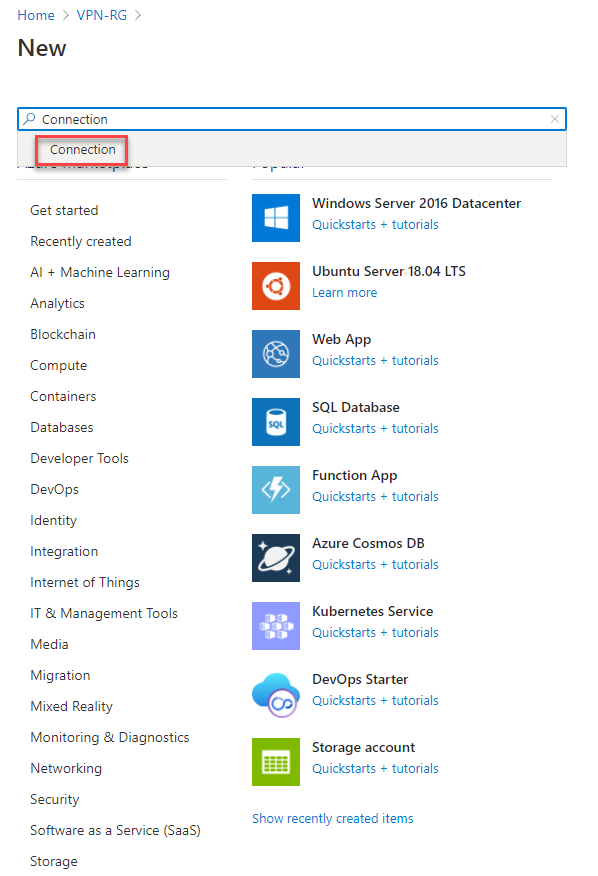 Home > VPN-RG >
New
Connection
Connection
Get started
Recently created
AI + Machine Learning
Analytics
Blockchain
Compute
Containers
Databases
Developer Tools
DevOps
Identity
Integration
Internet of Things
IT & Management Tools
Media
Migration
Mixed Reality
Monitoring & Diagnostics
Networking
Security
Software as a Service (SaaS)
Storage
Popular
Windows Server 2016 Datacenter
Quickstarts + tutorials
Ubuntu Server 18.04 LTS
Learn more
Web App
Quickstarts + tutorials
SQL
SQL Database
Quickstarts + tutorials
Function App
Quickstarts + tutorials
Azure Cosmos DB
Quickstarts + tutorials
Kubernetes Service
Quickstarts + tutorials
DevOps Starter
Quickstarts + tutorials
Storage account
Quickstarts + tutorials
Show recently created items